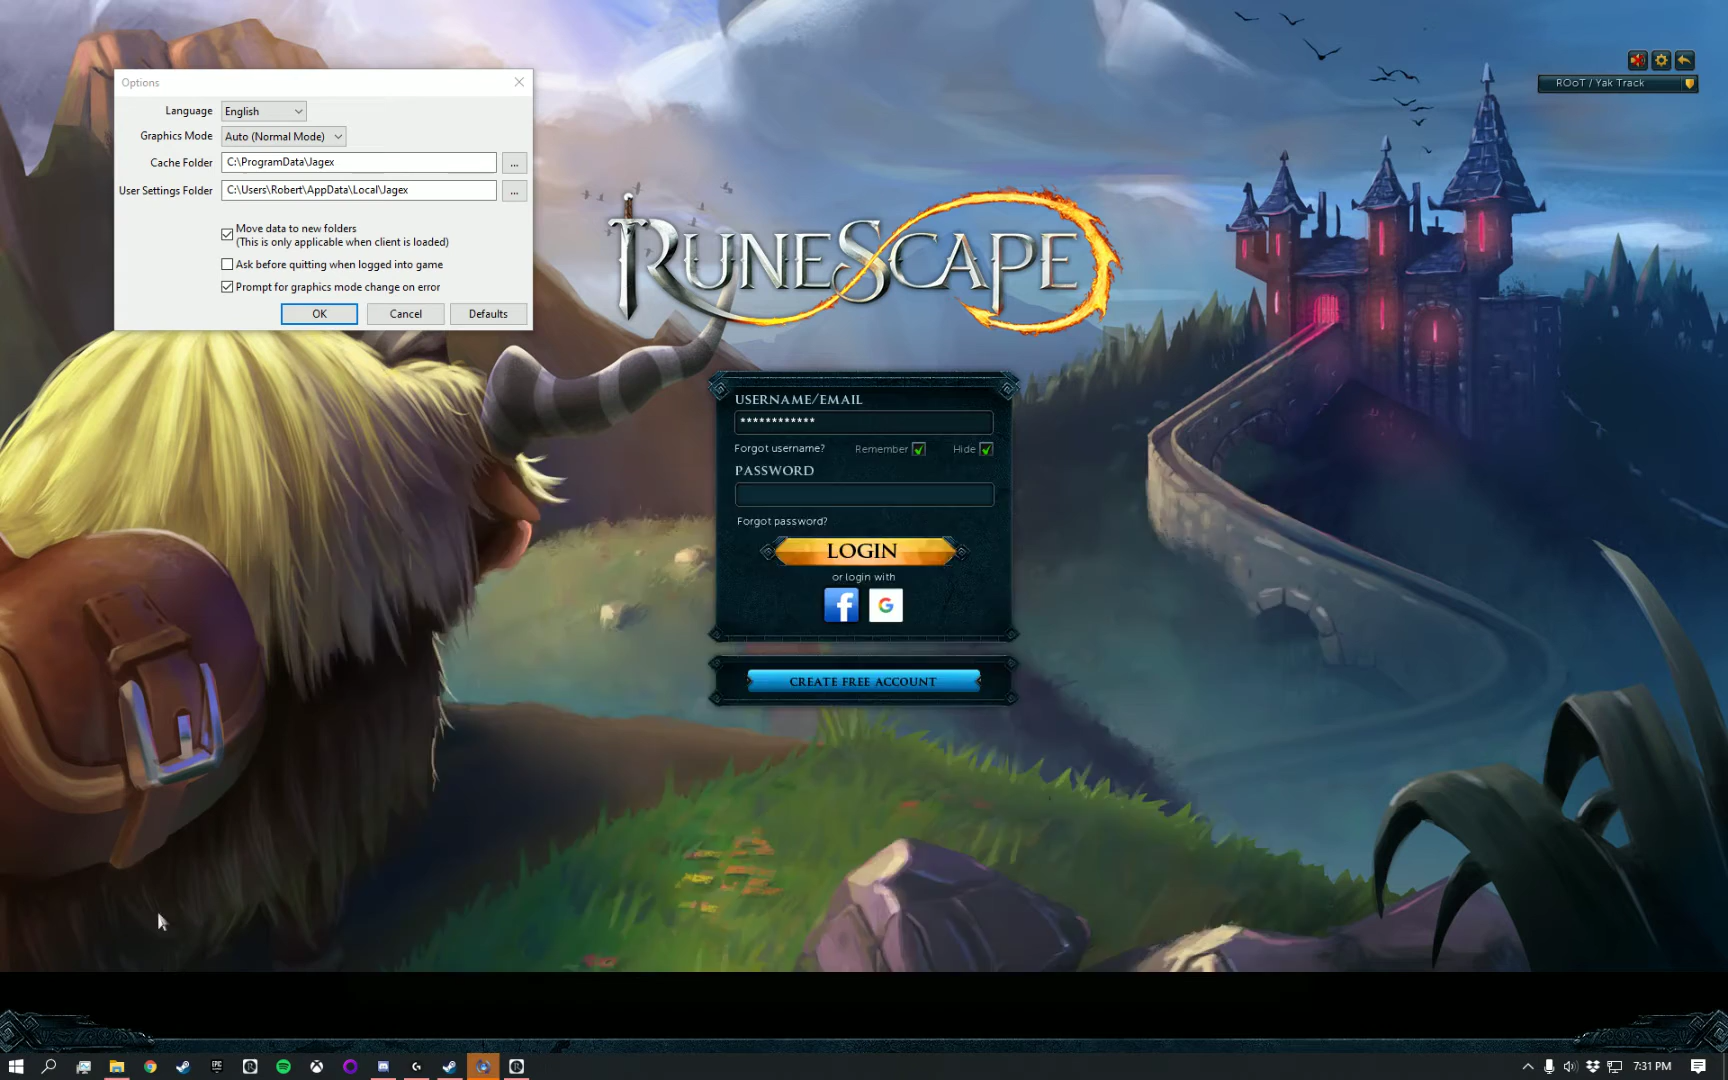 Options
Language English
Graphics Mode Auto (Normal Mode)
Cache Folder C:\ProgramData\Jagex ...
User Settings Folder C:\Users\Robert\AppData\Local\Jagex ...
Move data to new folders
(This is only applicable when client is loaded)
Ask before quitting when logged into game
Prompt for graphics mode change on error
OK Cancel Defaults
ROoT / Yak Track
RUNESCAPE
USERNAME/EMAIL
************
Forgot username? Remember Hide
PASSWORD
Forgot password?
LOGIN
or login with
f G
CREATE FREE ACCOUNT
EPIC
7:31 PM